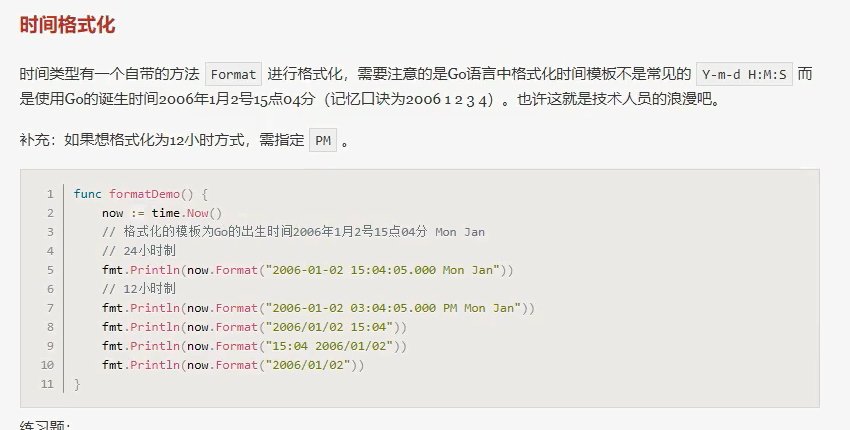 时间格式化
时间类型有一个自带的方法 Format 进行格式化，需要注意的是Go语言中格式化时间模板不是常见的 Y-m-d H:M:S 而
是使用Go的诞生时间2006年1月2号15点04分（记忆口诀为2006 1 2 3 4）。也许这就是技术人员的浪漫吧。
补充：如果想格式化为12小时方式，需指定 PM 。
1 func formatDemo() {
2     now := time.Now()
3     // 格式化的模板为Go的出生时间2006年1月2号15点04分 Mon Jan
4     // 24小时制
5     fmt.Println(now.Format("2006-01-02 15:04:05.000 Mon Jan"))
6     // 12小时制
7     fmt.Println(now.Format("2006-01-02 03:04:05.000 PM Mon Jan"))
8     fmt.Println(now.Format("2006/01/02 15:04"))
9     fmt.Println(now.Format("15:04 2006/01/02"))
10     fmt.Println(now.Format("2006/01/02"))
11 }
练习题：